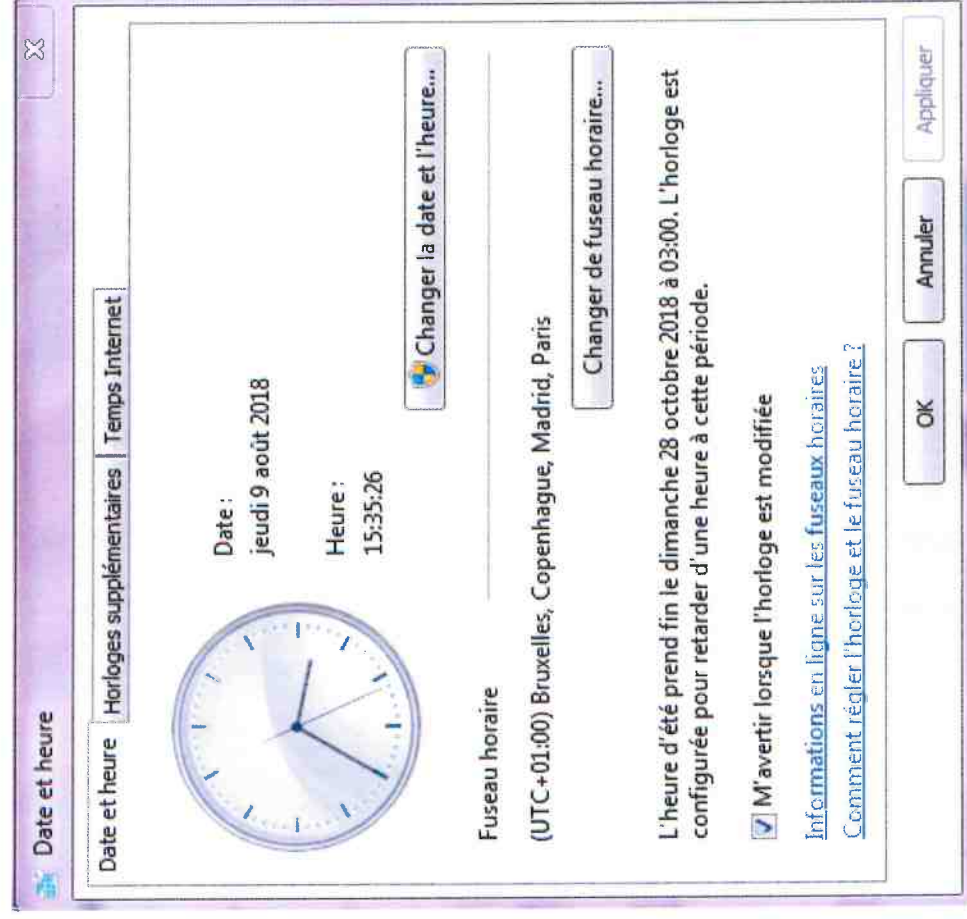 Date et heure
X
Date et heure
Horloges supplémentaires
Temps Internet
Date :
jeudi 9 août 2018
Heure :
15:35:26
Changer la date et l'heure...
Fuseau horaire
(UTC+01:00) Bruxelles, Copenhague, Madrid, Paris
Changer de fuseau horaire...
L'heure d'été prend fin le dimanche 28 octobre 2018 à 03:00. L'horloge est
configurée pour retarder d'une heure à cette période.
M'avertir lorsque l'horloge est modifiée
Informations en ligne sur les fuseaux horaires
Comment régler l'horloge et le fuseau horaire ?
OK
Annuler
Appliquer